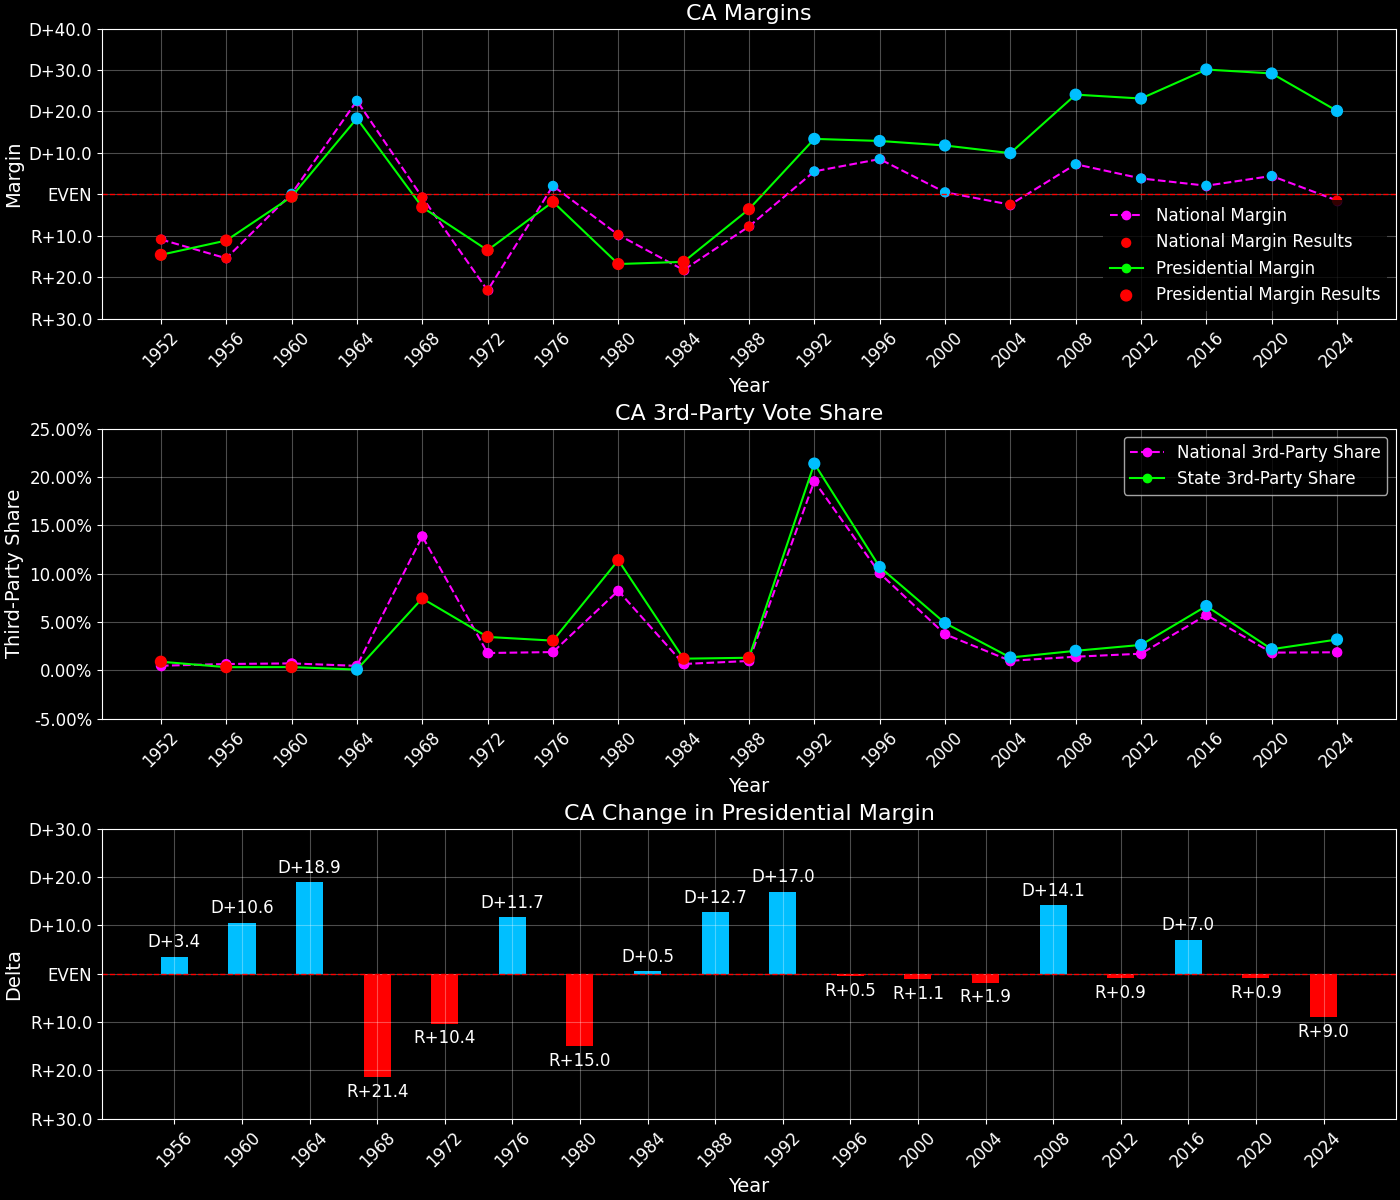 CA Margins
D+40.0
D+30.0
D+20.0
D+10.0
EVEN
R+10.0
R+20.0
R+30.0
Margin
National Margin
National Margin Results
Presidential Margin
Presidential Margin Results
1952 1956 1960 1964 1968 1972 1976 1980 1984 1988 1992 1996 2000 2004 2008 2012 2016 2020 2024
Year
CA 3rd-Party Vote Share
25.00%
20.00%
15.00%
10.00%
5.00%
0.00%
-5.00%
Third-Party Share
National 3rd-Party Share
State 3rd-Party Share
1952 1956 1960 1964 1968 1972 1976 1980 1984 1988 1992 1996 2000 2004 2008 2012 2016 2020 2024
Year
CA Change in Presidential Margin
D+30.0
D+20.0
D+10.0
EVEN
R+10.0
R+20.0
R+30.0
Delta
D+3.4
D+10.6
D+18.9
R+21.4
R+10.4
D+11.7
R+15.0
D+0.5
D+12.7
D+17.0
R+0.5
R+1.1
R+1.9
D+14.1
R+0.9
D+7.0
R+0.9
R+9.0
1956 1960 1964 1968 1972 1976 1980 1984 1988 1992 1996 2000 2004 2008 2012 2016 2020 2024
Year